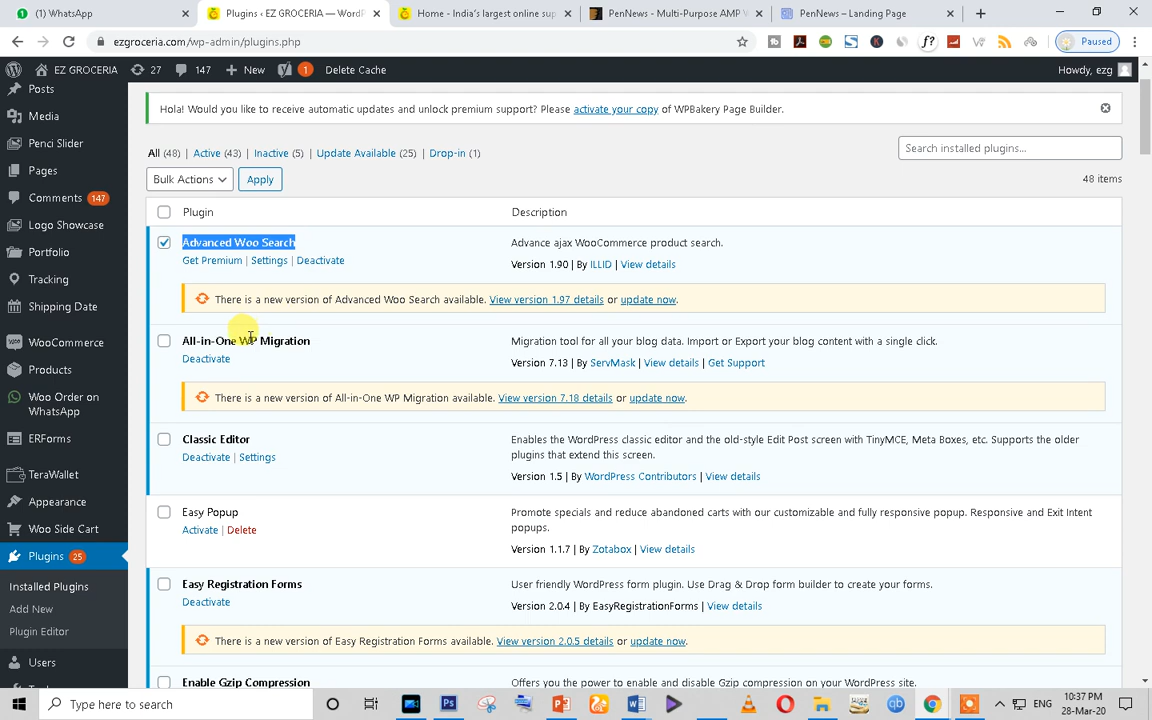 (1) WhatsApp
Plugins ‹ EZ GROCERIA — WordP
Home - India's largest online sup
PenNews - Multi-Purpose AMP V
PenNews – Landing Page
ezgroceria.com/wp-admin/plugins.php
Paused
EZ GROCERIA
27
147
New
1
Delete Cache
Howdy, ezg
Posts
Media
Penci Slider
Pages
Comments 147
Logo Showcase
Portfolio
Tracking
Shipping Date
WooCommerce
Products
Woo Order on
WhatsApp
ERForms
TeraWallet
Appearance
Woo Side Cart
Plugins 25
Installed Plugins
Add New
Plugin Editor
Users
Hola! Would you like to receive automatic updates and unlock premium support? Please activate your copy of WPBakery Page Builder.
All (48) | Active (43) | Inactive (5) | Update Available (25) | Drop-in (1)
Search installed plugins...
Bulk Actions
Apply
48 items
Plugin
Description
Advanced Woo Search
Advance ajax WooCommerce product search.
Get Premium | Settings | Deactivate
Version 1.90 | By ILLID | View details
There is a new version of Advanced Woo Search available. View version 1.97 details or update now.
All-in-One WP Migration
Migration tool for all your blog data. Import or Export your blog content with a single click.
Deactivate
Version 7.13 | By ServMask | View details | Get Support
There is a new version of All-in-One WP Migration available. View version 7.18 details or update now.
Classic Editor
Enables the WordPress classic editor and the old-style Edit Post screen with TinyMCE, Meta Boxes, etc. Supports the older
plugins that extend this screen.
Deactivate | Settings
Version 1.5 | By WordPress Contributors | View details
Easy Popup
Promote specials and reduce abandoned carts with our customizable and fully responsive popup. Responsive and Exit Intent
popups.
Activate | Delete
Version 1.1.7 | By Zotabox | View details
Easy Registration Forms
User friendly WordPress form plugin. Use Drag & Drop form builder to create your forms.
Deactivate
Version 2.0.4 | By EasyRegistrationForms | View details
There is a new version of Easy Registration Forms available. View version 2.0.5 details or update now.
Enable Gzip Compression
Offers you the power to enable and disable Gzip compression on your WordPress site.
Type here to search
ENG
10:37 PM
28-Mar-20